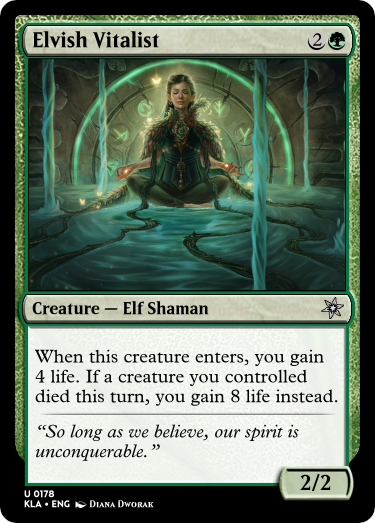 Elvish Vitalist 2
Creature — Elf Shaman
When this creature enters, you gain
4 life. If a creature you controlled
died this turn, you gain 8 life instead.
“So long as we believe, our spirit is
unconquerable.”
2/2
U 0178
KLA • ENG Diana Dworak